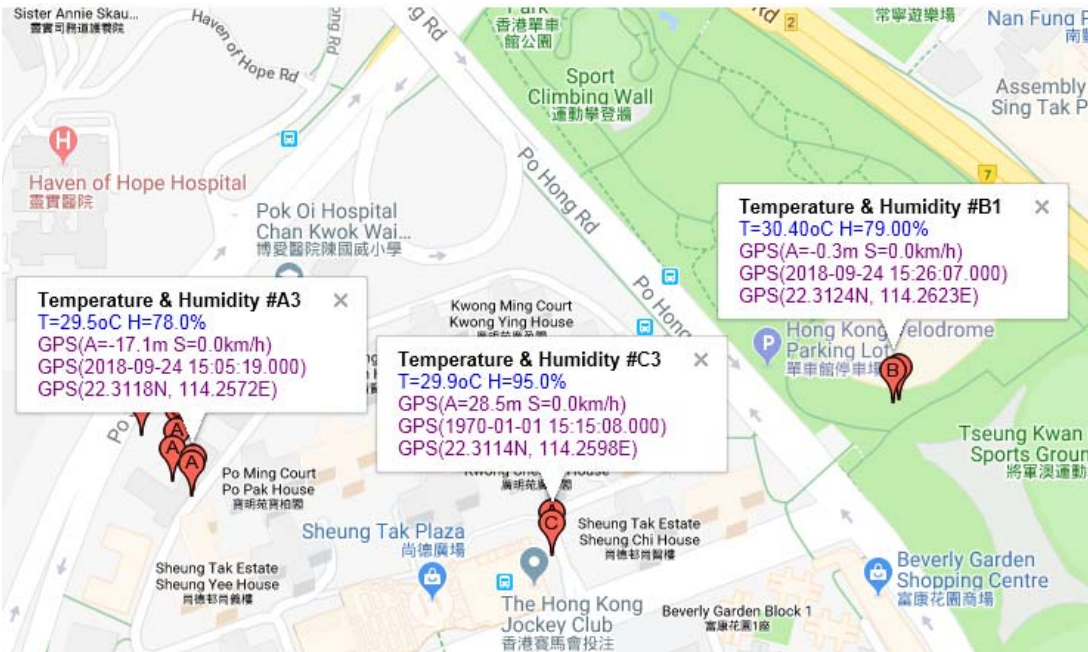 Sister Annie Skau...
靈實司務道護養院
Haven of Hope Rd
ng Rd
Park
香港單車
館公園
Rd
2
常寧遊樂場
Nan Fung P
Assembly
Sing Tak P
Sport
Climbing Wall
運動攀登牆
H
Haven of Hope Hospital
靈實醫院
Po Hong Rd
7
Pok Oi Hospital
Chan Kwok Wai...
博愛醫院陳國威小學
Temperature & Humidity #B1 ×
T=30.40oC H=79.00%
GPS(A=-0.3m S=0.0km/h)
GPS(2018-09-24 15:26:07.000)
GPS(22.3124N, 114.2623E)
Temperature & Humidity #A3 ×
T=29.5oC H=78.0%
GPS(A=-17.1m S=0.0km/h)
GPS(2018-09-24 15:05:19.000)
GPS(22.3118N, 114.2572E)
Kwong Ming Court
Kwong Ying House
Po Hong
Temperature & Humidity #C3 ×
T=29.9oC H=95.0%
GPS(A=28.5m S=0.0km/h)
GPS(1970-01-01 15:15:08.000)
GPS(22.3114N, 114.2598E)
P
Hong Kong Velodrome
Parking Lot
單車館停車場
B
Po
A
A
A
Po Ming Court
Po Pak House
寶明苑寶柏閣
Tseung Kwan
Sports Groun
將軍澳運動
C
Sheung Tak Plaza
尚德廣場
Sheung Tak Estate
Sheung Chi House
尚德邨尚智樓
Sheung Tak Estate
Sheung Yee House
尚德邨尚義樓
Beverly Garden
Shopping Centre
富康花園商場
The Hong Kong
Jockey Club
香港賽馬會投注
Beverly Garden Block 1
富康花園1座